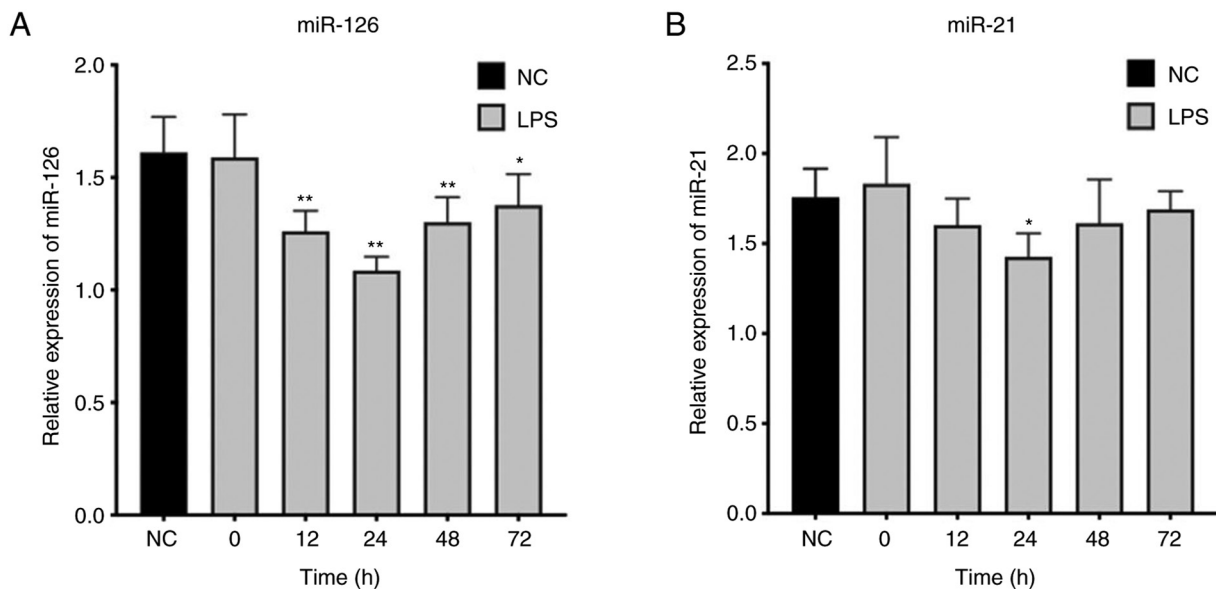 A
miR-126
Relative expression of miR-126
2.0
1.5
1.0
0.5
0.0
NC
LPS
**
**
**
*
NC 0 12 24 48 72
Time (h)
B
miR-21
Relative expression of miR-21
2.5
2.0
1.5
1.0
0.5
0.0
NC
LPS
*
NC 0 12 24 48 72
Time (h)